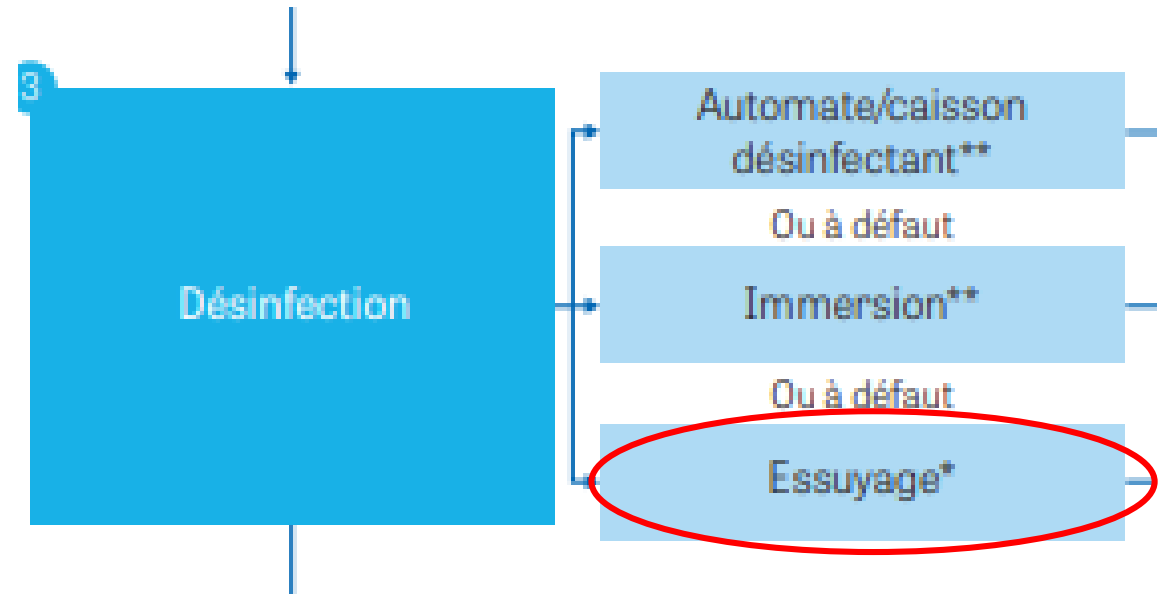 3
Désinfection
Automate/caisson
désinfectant**
Ou à défaut
Immersion**
Ou à défaut
Essuyage*